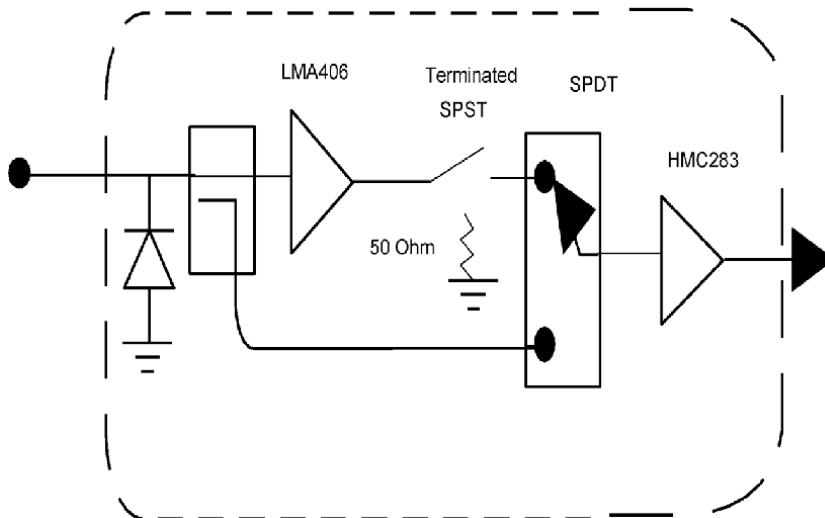 LMA406
Terminated
SPST
SPDT
HMC283
50 Ohm